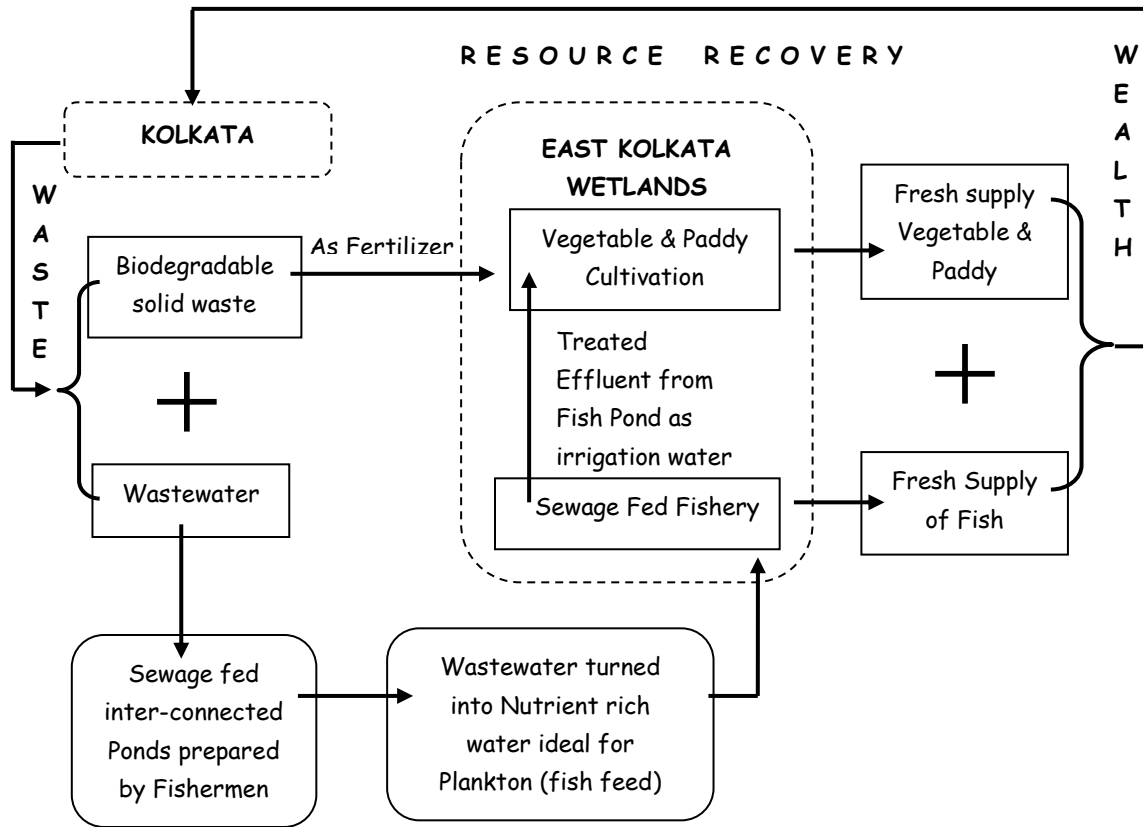 RESOURCE RECOVERY
WEALTH
KOLKATA
WASTE
EAST KOLKATA
WETLANDS
Biodegradable
solid waste
As Fertilizer
Vegetable & Paddy
Cultivation
Fresh supply
Vegetable &
Paddy
Treated
Effluent from
Fish Pond as
irrigation water
Wastewater
Sewage Fed Fishery
Fresh Supply
of Fish
Sewage fed
inter-connected
Ponds prepared
by Fishermen
Wastewater turned
into Nutrient rich
water ideal for
Plankton (fish feed)